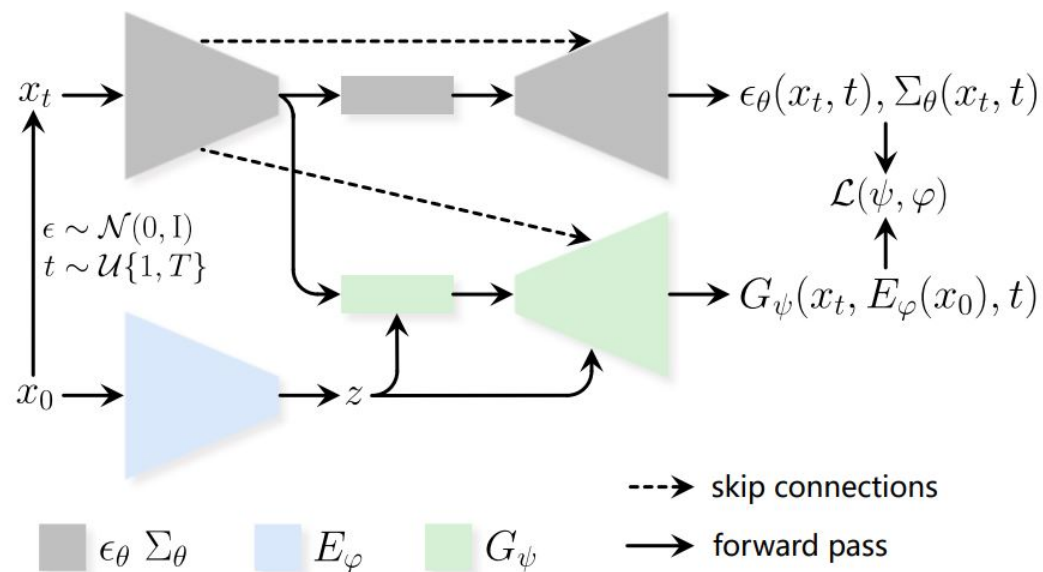 x_t
ϵ_θ(x_t, t), Σ_θ(x_t, t)
ℒ(ψ, φ)
ϵ ∼ 𝒩(0, I)
t ∼ 𝒰{1, T}
G_ψ(x_t, E_φ(x_0), t)
x_0
z
skip connections
ϵ_θ Σ_θ
E_φ
G_ψ
forward pass